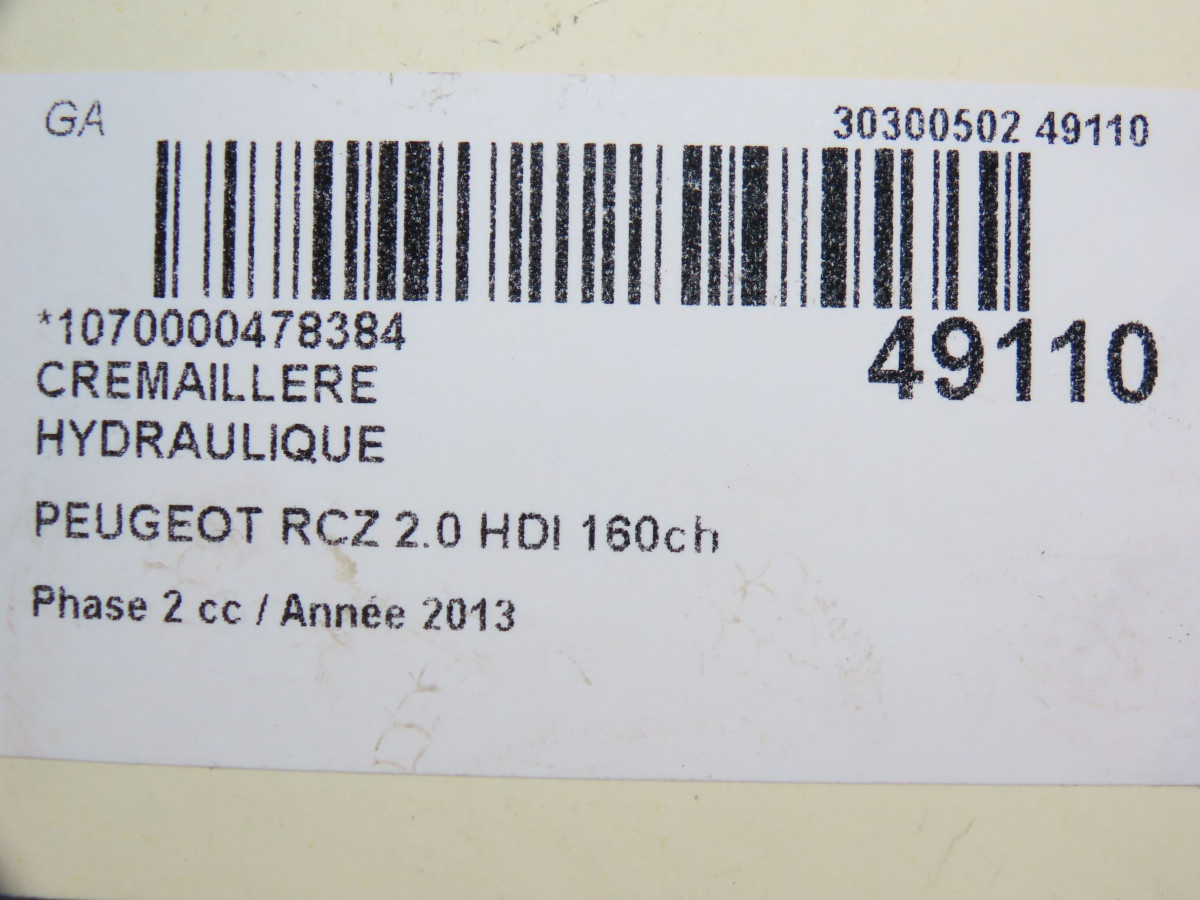 GA
30300502 49110
*1070000478384
49110
CREMAILLERE
HYDRAULIQUE
PEUGEOT RCZ 2.0 HDI 160ch
Phase 2 cc / Année 2013